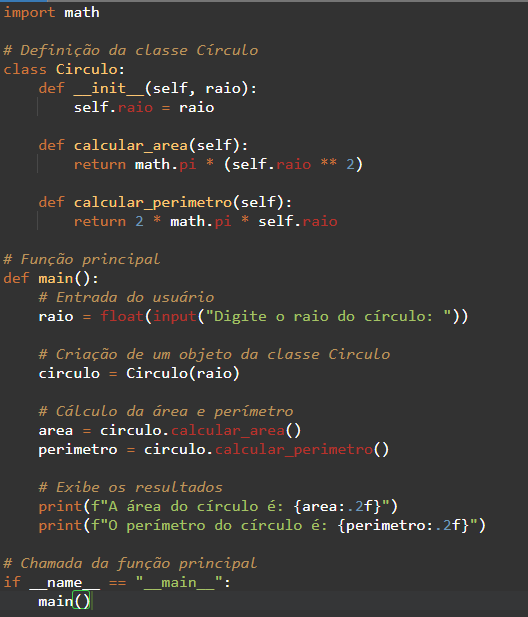 import math
# Definição da classe Círculo
class Circulo:
    def __init__(self, raio):
        self.raio = raio
    def calcular_area(self):
        return math.pi * (self.raio ** 2)
    def calcular_perimetro(self):
        return 2 * math.pi * self.raio
# Função principal
def main():
    # Entrada do usuário
    raio = float(input("Digite o raio do círculo: "))
    # Criação de um objeto da classe Circulo
    circulo = Circulo(raio)
    # Cálculo da área e perímetro
    area = circulo.calcular_area()
    perimetro = circulo.calcular_perimetro()
    # Exibe os resultados
    print(f"A área do círculo é: {area:.2f}")
    print(f"O perímetro do círculo é: {perimetro:.2f}")
# Chamada da função principal
if __name__ == "__main__":
    main()